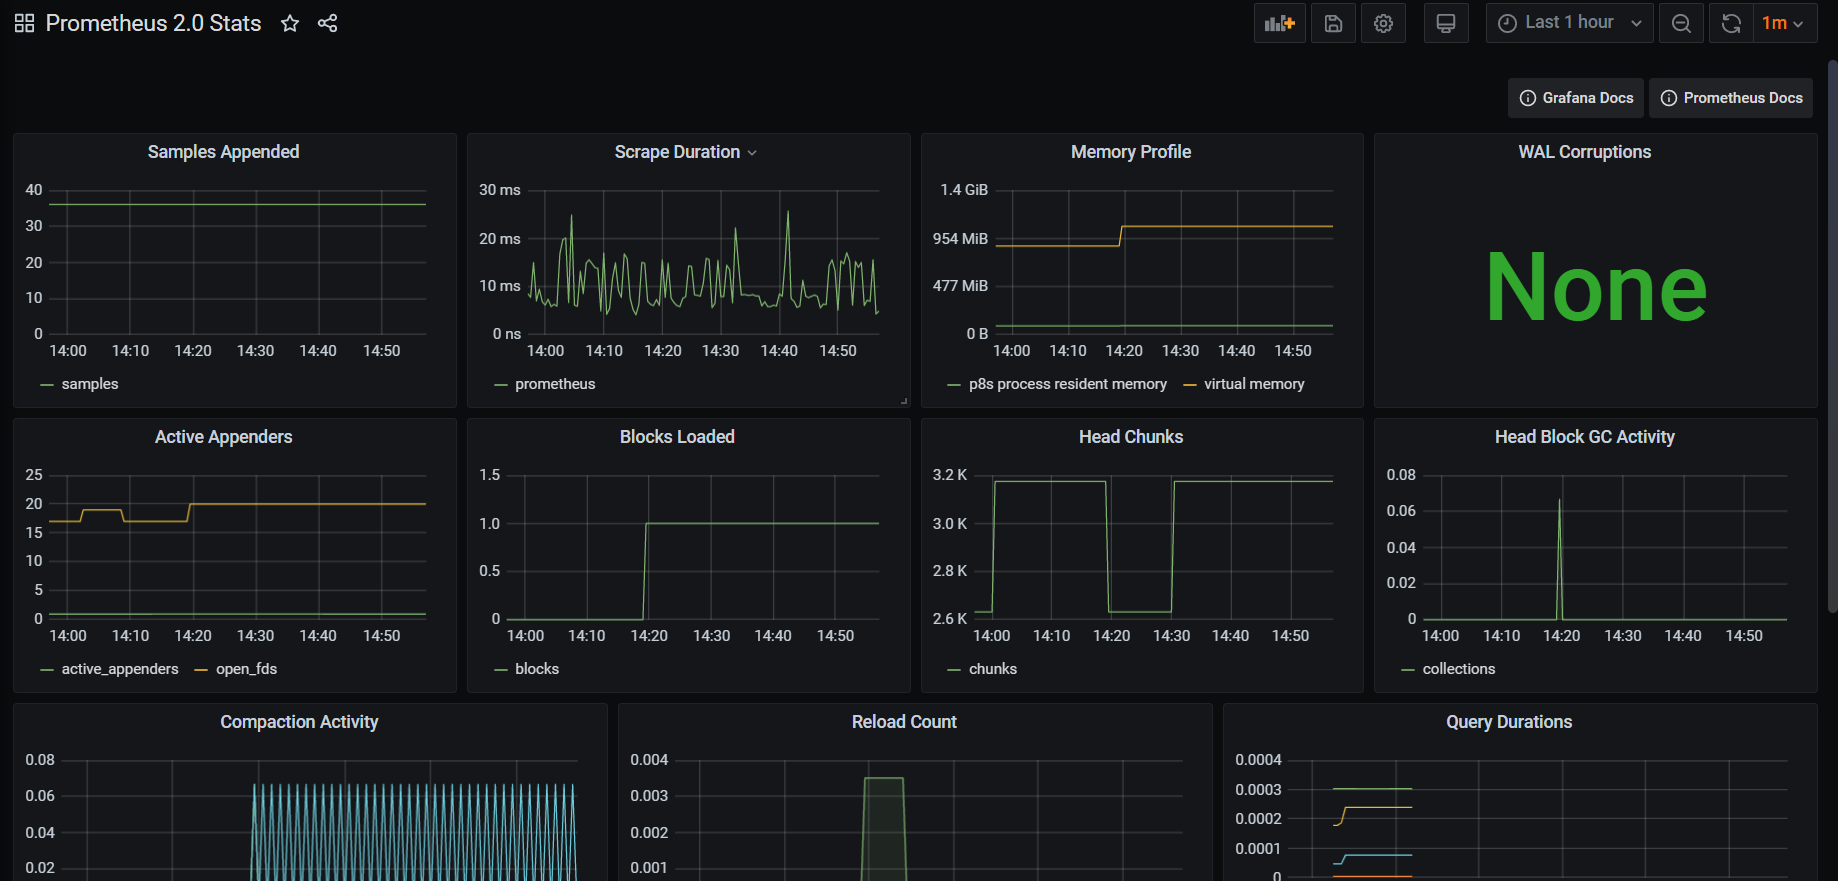 Prometheus 2.0 Stats
Last 1 hour
1m
Grafana Docs
Prometheus Docs
Samples Appended
40
30
20
10
0
14:00 14:10 14:20 14:30 14:40 14:50
samples
Scrape Duration
30 ms
20 ms
10 ms
0 ns
14:00 14:10 14:20 14:30 14:40 14:50
prometheus
Memory Profile
1.4 GiB
954 MiB
477 MiB
0 B
14:00 14:10 14:20 14:30 14:40 14:50
p8s process resident memory virtual memory
WAL Corruptions
None
Active Appenders
25
20
15
10
5
0
14:00 14:10 14:20 14:30 14:40 14:50
active_appenders open_fds
Blocks Loaded
1.5
1.0
0.5
0
14:00 14:10 14:20 14:30 14:40 14:50
blocks
Head Chunks
3.2 K
3.0 K
2.8 K
2.6 K
14:00 14:10 14:20 14:30 14:40 14:50
chunks
Head Block GC Activity
0.08
0.06
0.04
0.02
0
14:00 14:10 14:20 14:30 14:40 14:50
collections
Compaction Activity
0.08
0.06
0.04
0.02
Reload Count
0.004
0.003
0.002
0.001
Query Durations
0.0004
0.0003
0.0002
0.0001
0